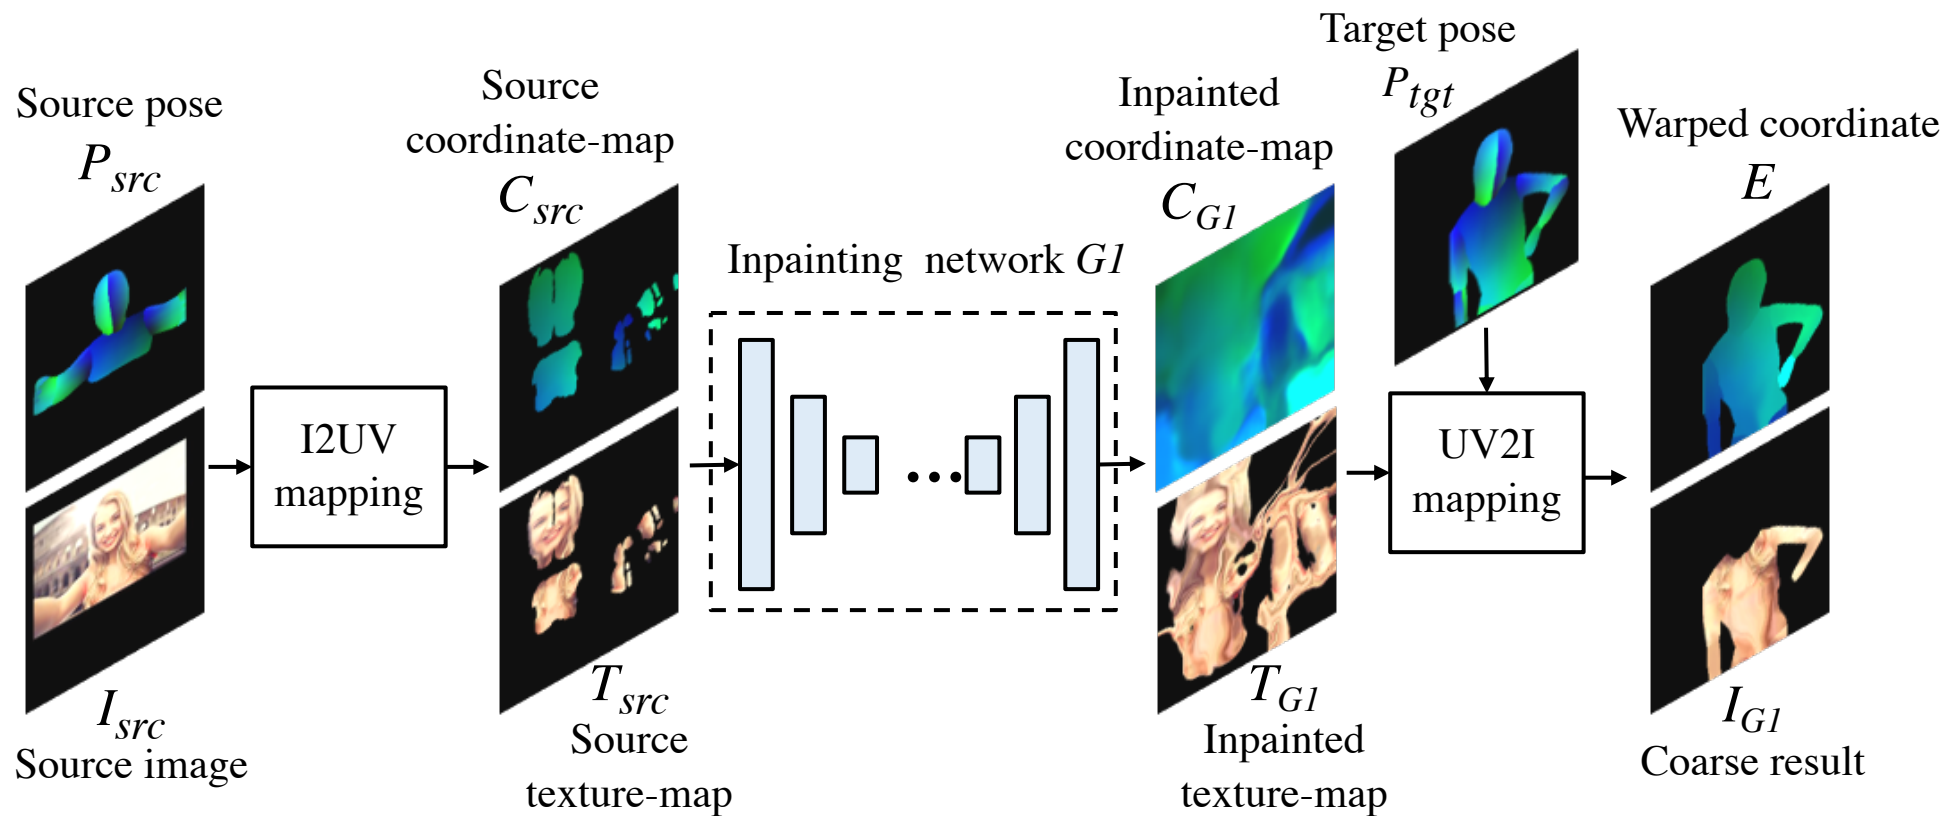 Source pose
P_src
I_src
Source image
I2UV
mapping
Source
coordinate-map
C_src
T_src
Source
texture-map
Inpainting network G1
Inpainted
coordinate-map
C_G1
T_G1
Inpainted
texture-map
Target pose
P_tgt
UV2I
mapping
Warped coordinate
E
I_G1
Coarse result